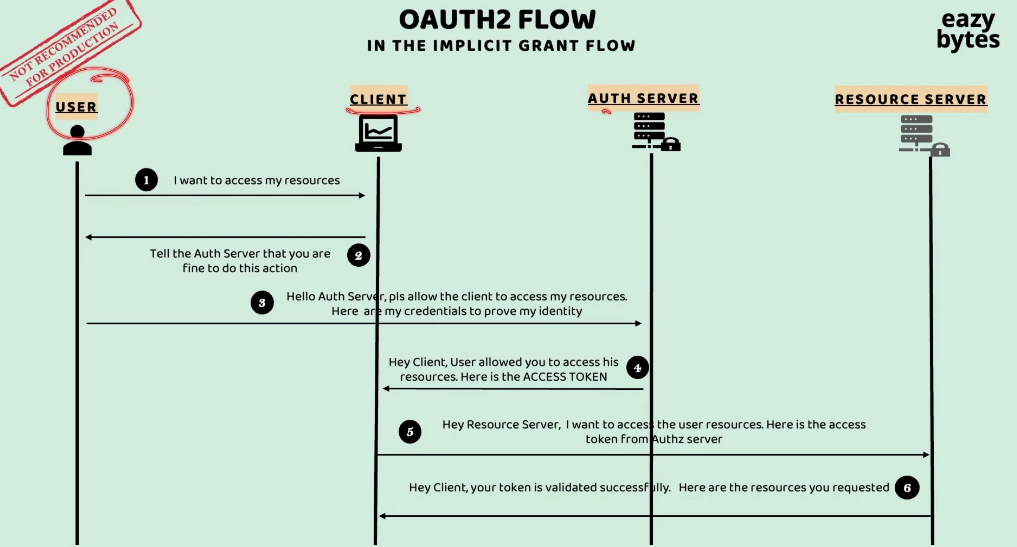 OAUTH2 FLOW
IN THE IMPLICIT GRANT FLOW
eazy
bytes
NOT RECOMMENDED
FOR PRODUCTION
USER
CLIENT
AUTH SERVER
RESOURCE SERVER
1 I want to access my resources
Tell the Auth Server that you are 2
fine to do this action
3 Hello Auth Server, pls allow the client to access my resources.
Here are my credentials to prove my identity
Hey Client, User allowed you to access his 4
resources. Here is the ACCESS TOKEN
5 Hey Resource Server, I want to access the user resources. Here is the access
token from Authz server
Hey Client, your token is validated successfully. Here are the resources you requested 6